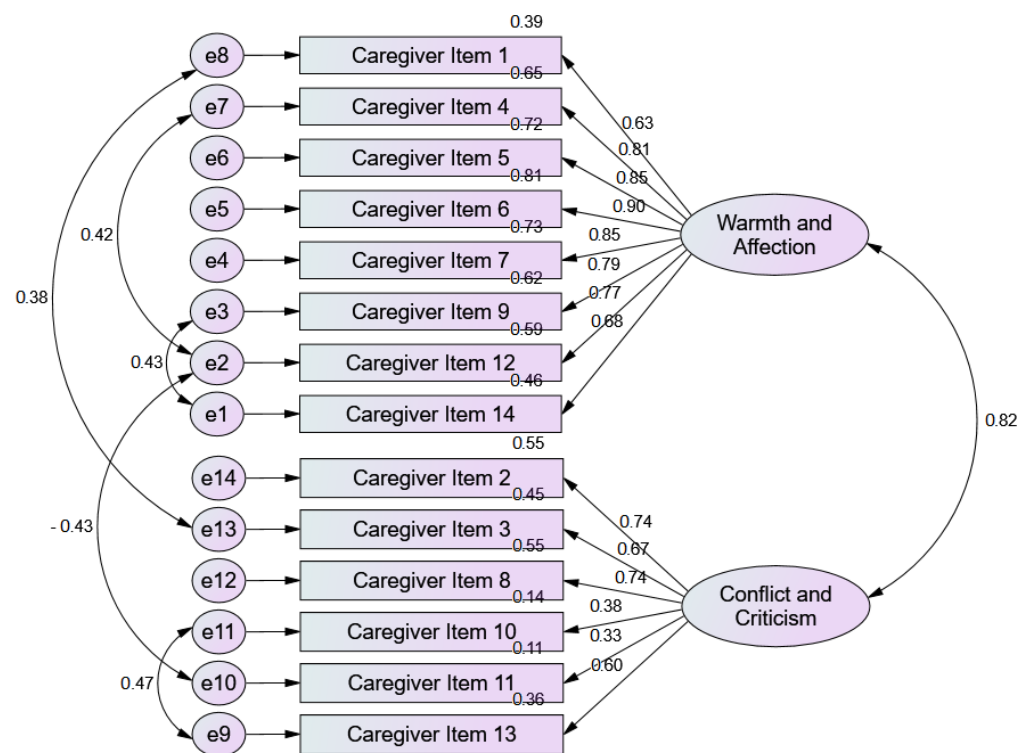 0.39
e8 Caregiver Item 1
0.65
e7 Caregiver Item 4
0.72
e6 Caregiver Item 5
0.81
e5 Caregiver Item 6
0.73
e4 Caregiver Item 7
0.62
e3 Caregiver Item 9
0.59
e2 Caregiver Item 12
0.46
e1 Caregiver Item 14
0.55
e14 Caregiver Item 2
0.45
e13 Caregiver Item 3
0.55
e12 Caregiver Item 8
0.14
e11 Caregiver Item 10
0.11
e10 Caregiver Item 11
0.36
e9 Caregiver Item 13
0.42
0.38
0.43
- 0.43
0.47
0.63
0.81
0.85
0.90
0.85
0.79
0.77
0.68
Warmth and
Affection
0.82
0.74
0.67
0.74
0.38
0.33
0.60
Conflict and
Criticism